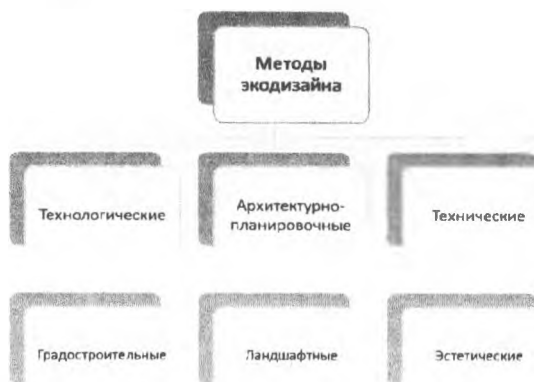 Методы
экодизайна
Технологические
Архитектурно-
планировочные
Технические
Градостроительные
Ландшафтные
Эстетические